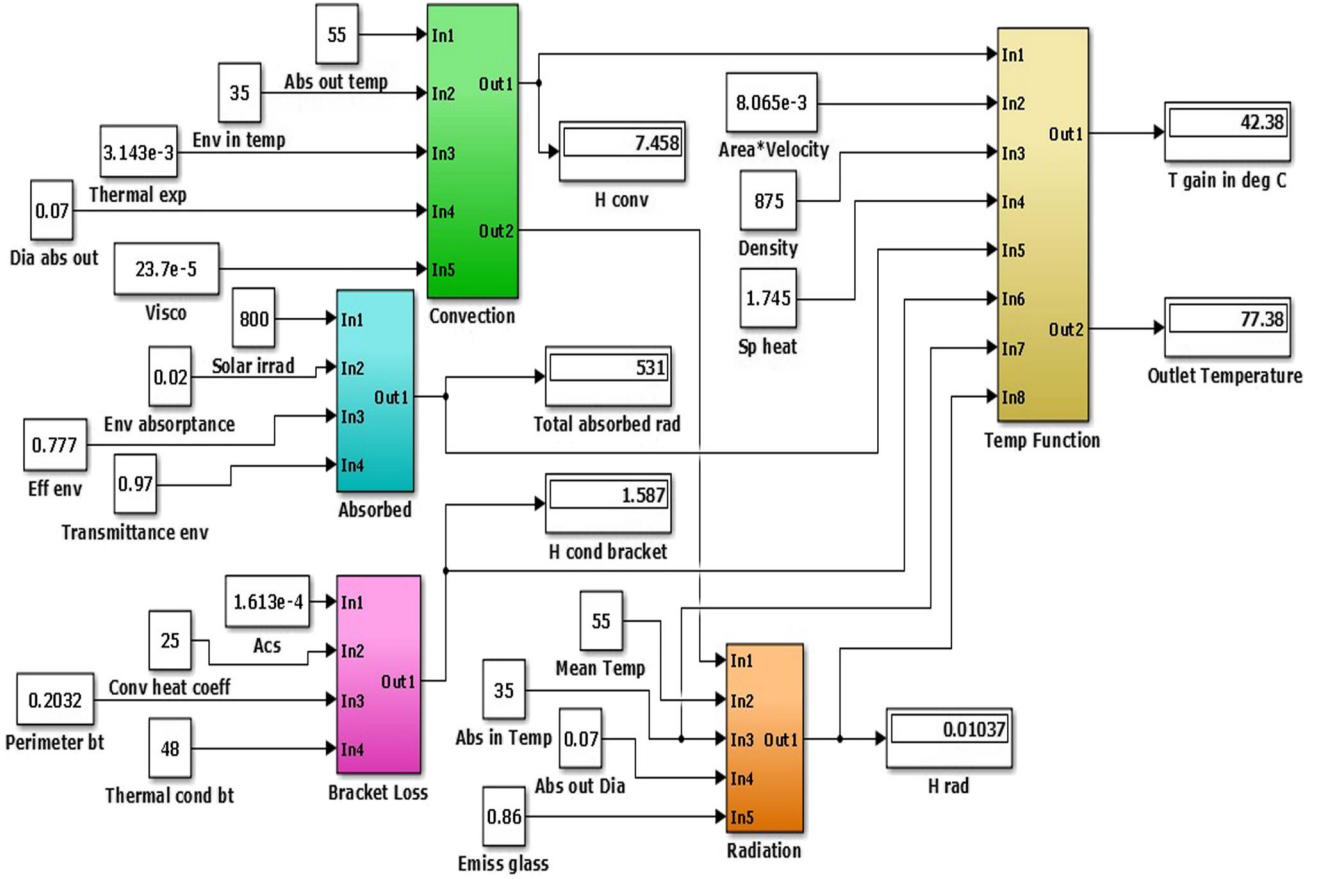 55
Abs out temp
35
Env in temp
3.143e-3
Thermal exp
0.07
Dia abs out
23.7e-5
Visco
In1
In2
In3
In4
In5
Out1
Out2
Convection
7.458
H conv
800
Solar irrad
0.02
Env absorptance
0.777
Eff env
0.97
Transmittance env
In1
In2
In3
In4
Out1
Absorbed
531
Total absorbed rad
1.587
H cond bracket
1.613e-4
Acs
25
Conv heat coeff
0.2032
Perimeter bt
48
Thermal cond bt
In1
In2
In3
In4
Out1
Bracket Loss
55
Mean Temp
35
Abs in Temp
0.07
Abs out Dia
0.86
Emiss glass
In1
In2
In3
In4
In5
Out1
Radiation
0.01037
H rad
8.065e-3
Area*Velocity
875
Density
1.745
Sp heat
In1
In2
In3
In4
In5
In6
In7
In8
Out1
Out2
Temp Function
42.38
T gain in deg C
77.38
Outlet Temperature